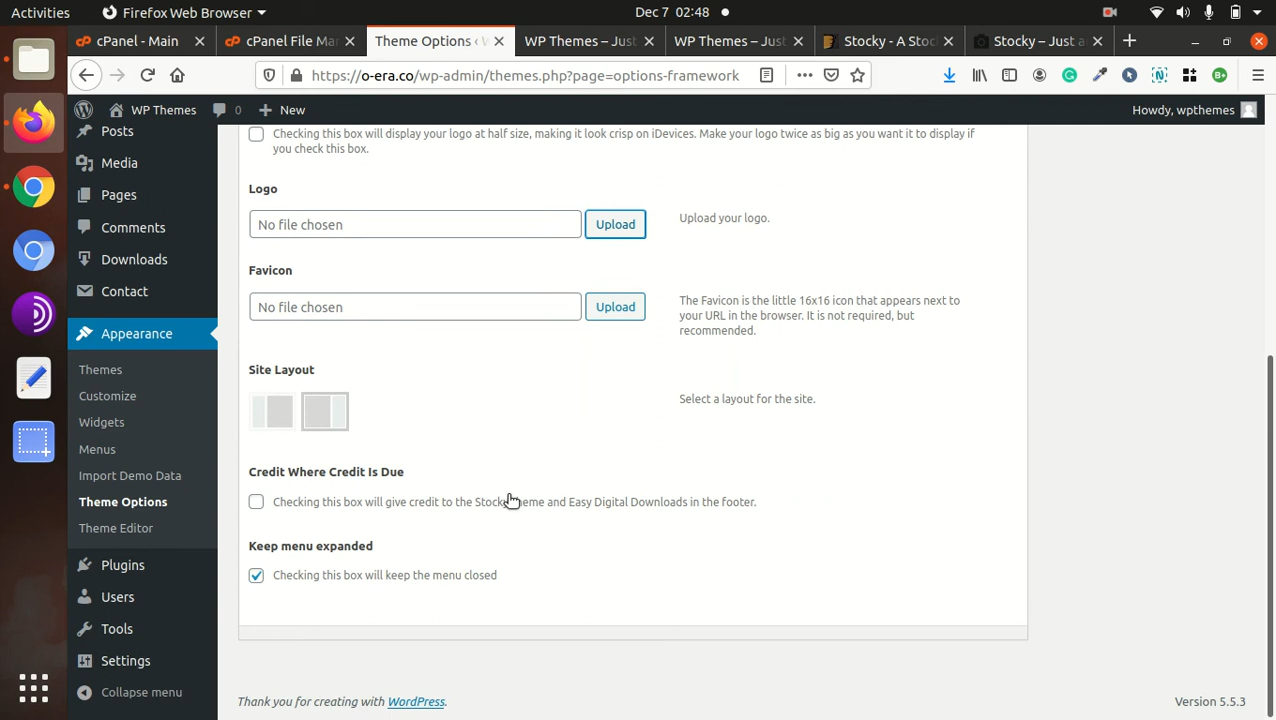 Activities
Firefox Web Browser
Dec 7 02:48
cPanel - Main
cPanel File Mar
Theme Options ‹ W
WP Themes – Just
WP Themes – Just
Stocky - A Stoc
Stocky – Just a
https://o-era.co/wp-admin/themes.php?page=options-framework
WP Themes
0
New
Howdy, wpthemes
Posts
Media
Pages
Comments
Downloads
Contact
Appearance
Themes
Customize
Widgets
Menus
Import Demo Data
Theme Options
Theme Editor
Plugins
Users
Tools
Settings
Collapse menu
Checking this box will display your logo at half size, making it look crisp on iDevices. Make your logo twice as big as you want it to display if
you check this box.
Logo
No file chosen
Upload
Upload your logo.
Favicon
No file chosen
Upload
The Favicon is the little 16x16 icon that appears next to
your URL in the browser. It is not required, but
recommended.
Site Layout
Select a layout for the site.
Credit Where Credit Is Due
Checking this box will give credit to the Stocky theme and Easy Digital Downloads in the footer.
Keep menu expanded
Checking this box will keep the menu closed
Thank you for creating with WordPress.
Version 5.5.3